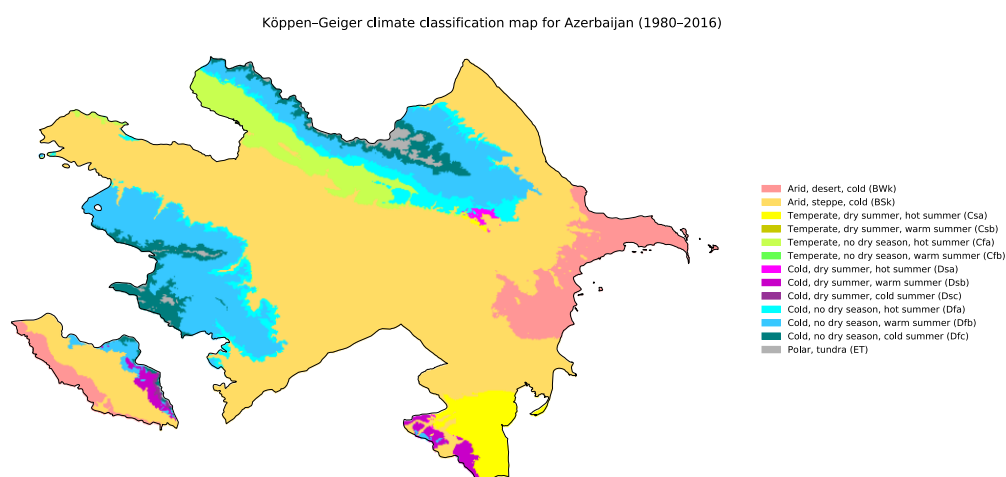 Köppen–Geiger climate classification map for Azerbaijan (1980–2016)
Arid, desert, cold (BWk)
Arid, steppe, cold (BSk)
Temperate, dry summer, hot summer (Csa)
Temperate, dry summer, warm summer (Csb)
Temperate, no dry season, hot summer (Cfa)
Temperate, no dry season, warm summer (Cfb)
Cold, dry summer, hot summer (Dsa)
Cold, dry summer, warm summer (Dsb)
Cold, dry summer, cold summer (Dsc)
Cold, no dry season, hot summer (Dfa)
Cold, no dry season, warm summer (Dfb)
Cold, no dry season, cold summer (Dfc)
Polar, tundra (ET)